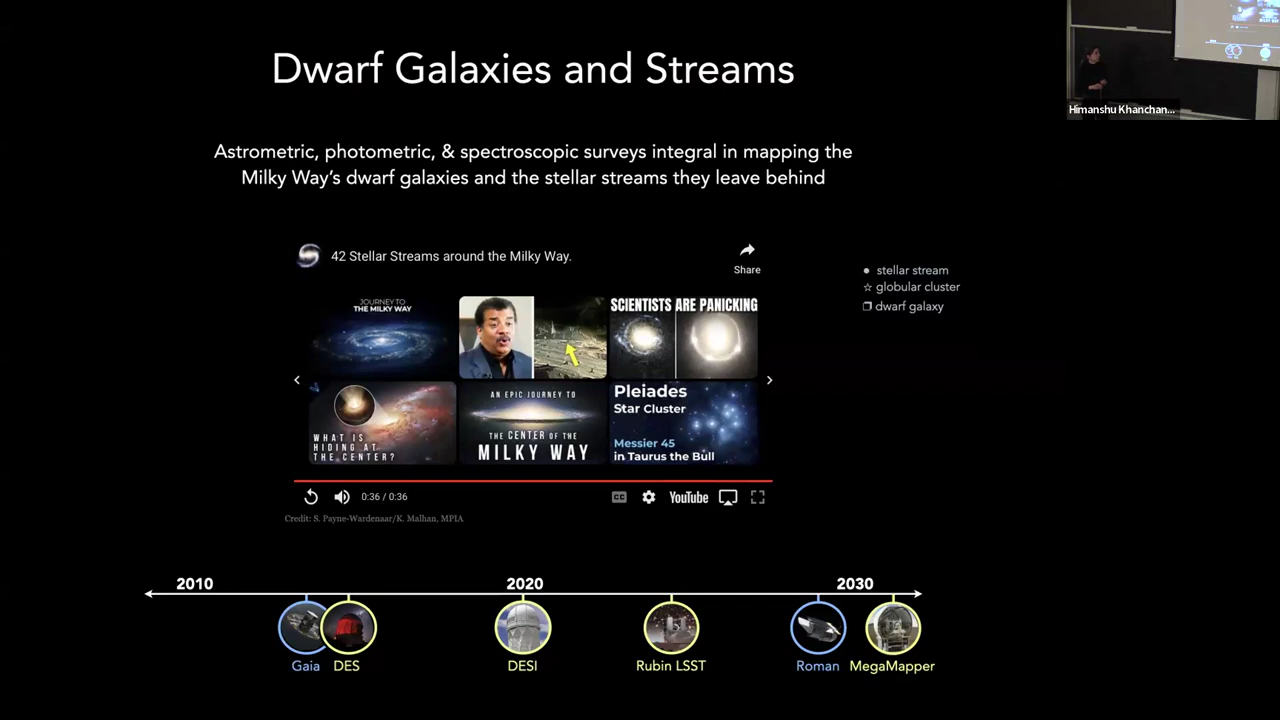 Dwarf Galaxies and Streams
Himanshu Khanchan...
Astrometric, photometric, & spectroscopic surveys integral in mapping the
Milky Way's dwarf galaxies and the stellar streams they leave behind
42 Stellar Streams around the Milky Way.
Share
stellar stream
globular cluster
dwarf galaxy
JOURNEY TO
THE MILKY WAY
SCIENTISTS ARE PANICKING
WHAT IS
HIDING AT
THE CENTER?
AN EPIC JOURNEY TO
THE CENTER OF THE
MILKY WAY
Pleiades
Star Cluster
Messier 45
in Taurus the Bull
0:36 / 0:36
CC
YouTube
Credit: S. Payne-Wardenaar/K. Malhan, MPIA
2010
2020
2030
Gaia
DES
DESI
Rubin LSST
Roman
MegaMapper